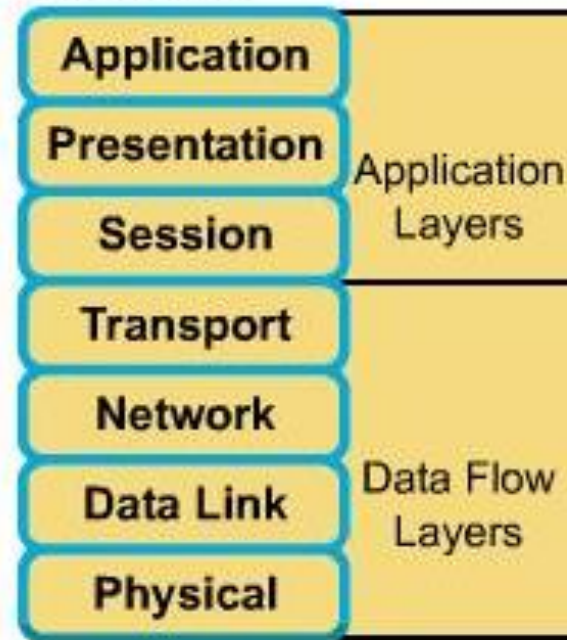 Application
Presentation
Session
Application
Layers
Transport
Network
Data Link
Physical
Data Flow
Layers